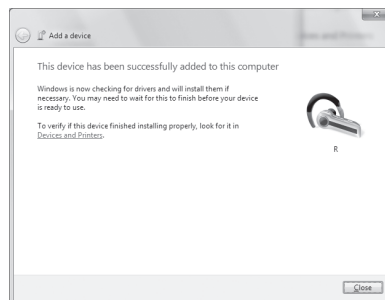 Add a device
This device has been successfully added to this computer
Windows is now checking for drivers and will install them if
necessary. You may need to wait for this to finish before your device
is ready to use.
To verify if this device finished installing properly, look for it in
Devices and Printers.
R
Close